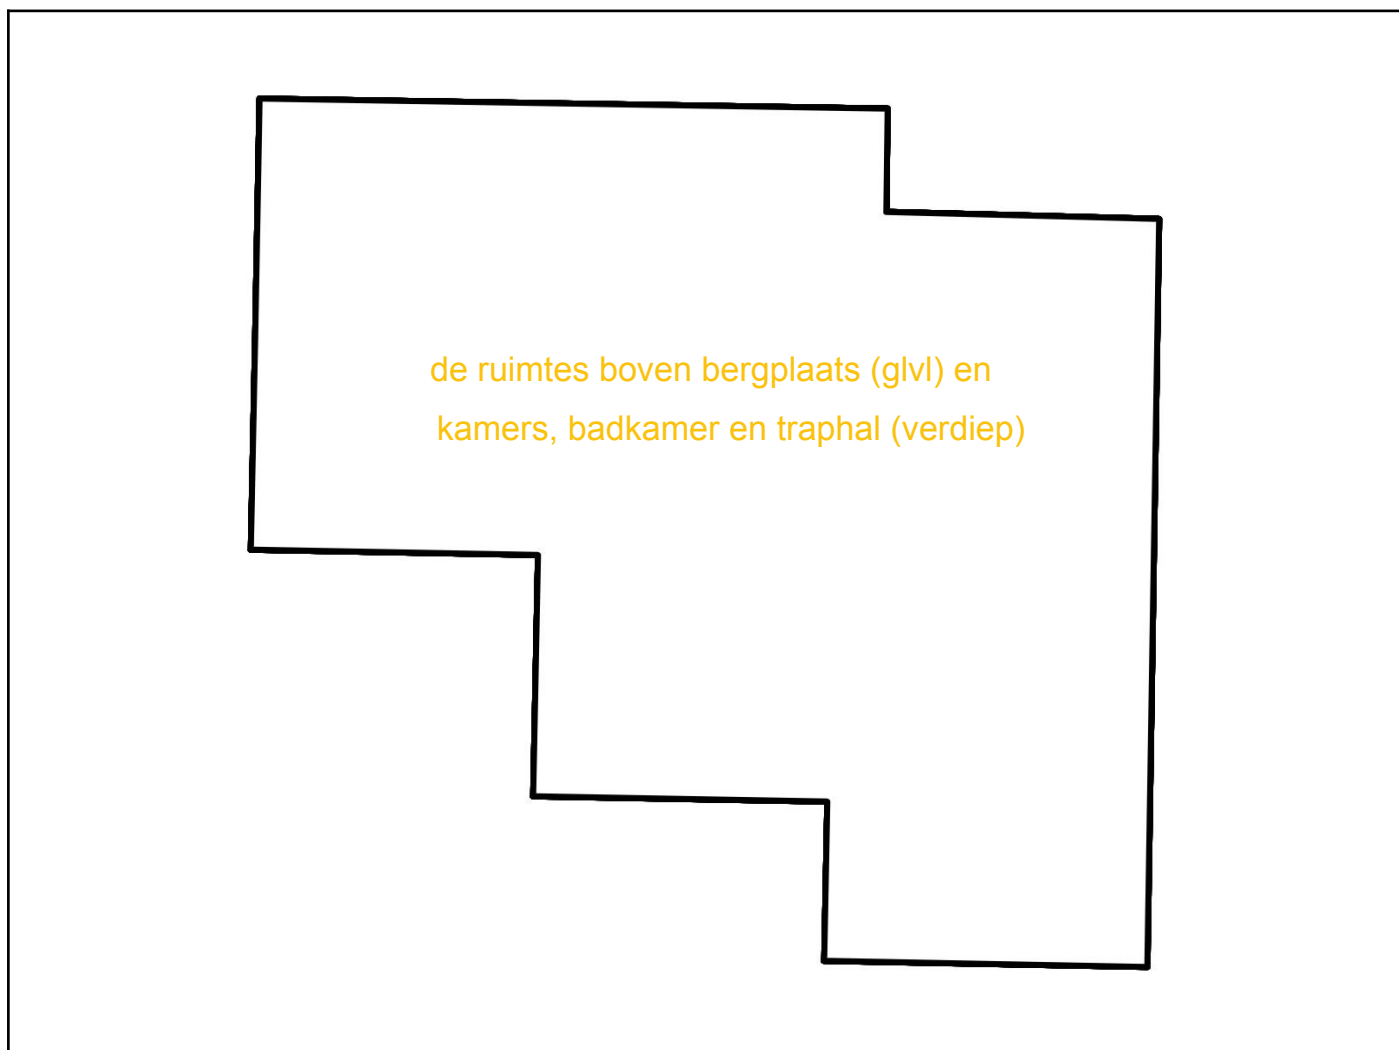 de ruimtes boven bergplaats (glvl) en
kamers, badkamer en traphal (verdiep)